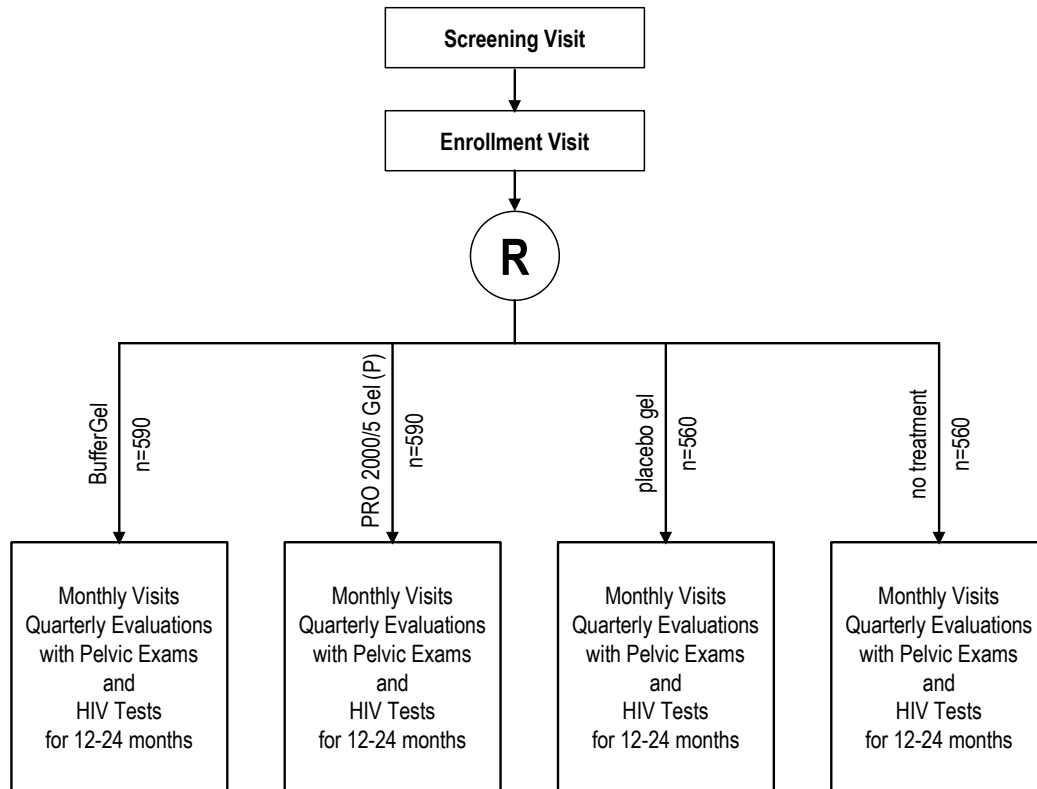 Screening Visit
Enrollment Visit
R
BufferGel
n=590
PRO 2000/5 Gel (P)
n=590
placebo gel
n=560
no treatment
n=560
Monthly Visits
Quarterly Evaluations
with Pelvic Exams
and
HIV Tests
for 12-24 months
Monthly Visits
Quarterly Evaluations
with Pelvic Exams
and
HIV Tests
for 12-24 months
Monthly Visits
Quarterly Evaluations
with Pelvic Exams
and
HIV Tests
for 12-24 months
Monthly Visits
Quarterly Evaluations
with Pelvic Exams
and
HIV Tests
for 12-24 months